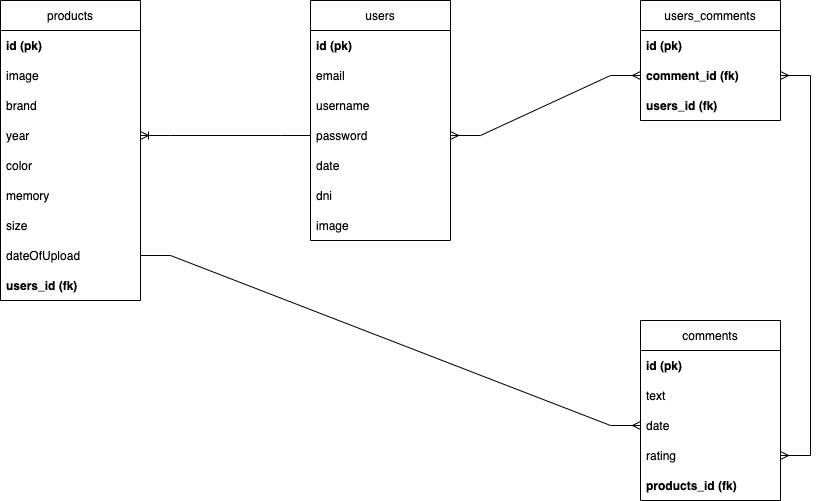 products
id (pk)
image
brand
year
color
memory
size
dateOfUpload
users_id (fk)
users
id (pk)
email
username
password
date
dni
image
users_comments
id (pk)
comment_id (fk)
users_id (fk)
comments
id (pk)
text
date
rating
products_id (fk)